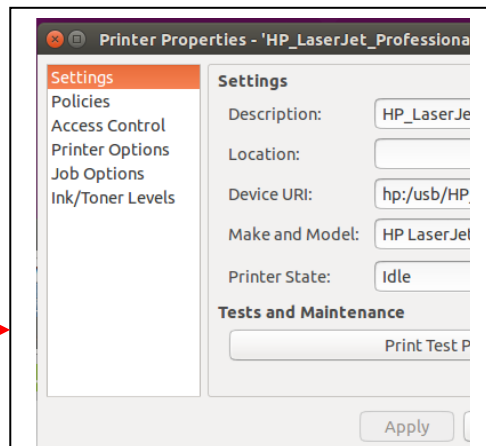 Printer Properties - 'HP_LaserJet_Professiona
Settings
Policies
Access Control
Printer Options
Job Options
Ink/Toner Levels
Settings
Description: HP_LaserJe
Location:
Device URI: hp:/usb/HP_
Make and Model: HP LaserJet
Printer State: Idle
Tests and Maintenance
Print Test P
Apply